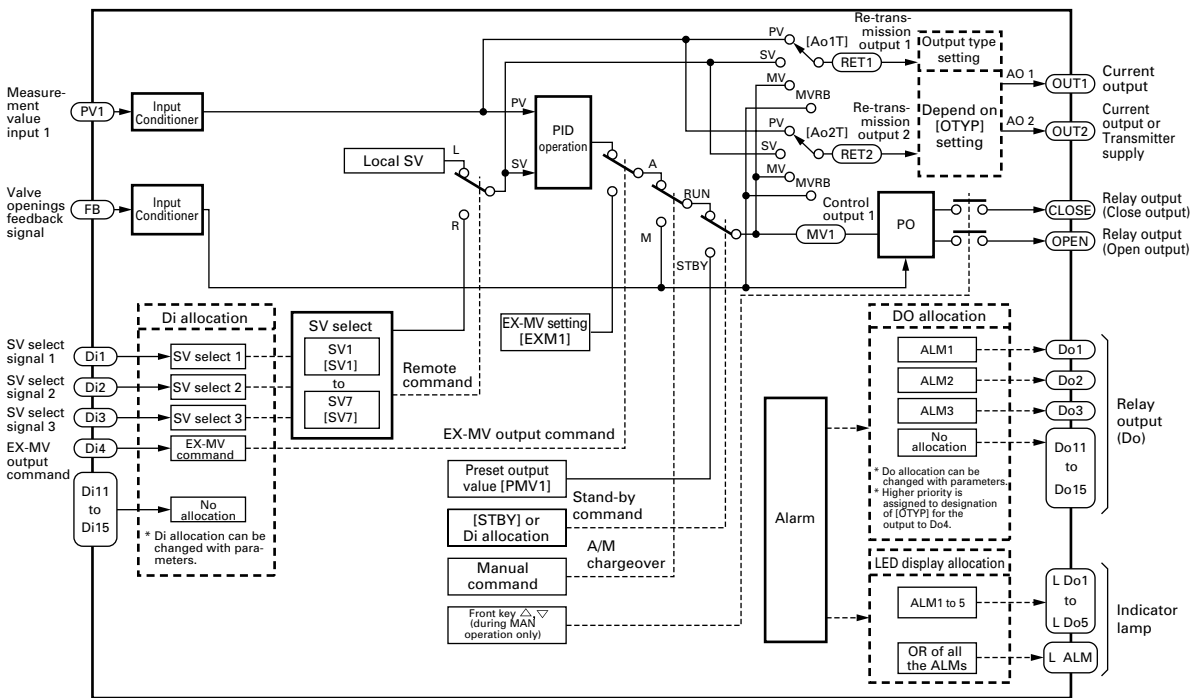 Measure-
ment
value
input 1
PV1
Input
Conditioner
Valve
openings
feedback
signal
FB
Input
Conditioner
Local SV
L
R
PV
SV
PID
operation
A
M
RUN
STBY
PV
SV
MV
MVRB
[Ao1T]
Re-trans-
mission
output 1
RET1
PV
SV
MV
MVRB
[Ao2T]
Re-trans-
mission
output 2
RET2
Output type
setting
Depend on
[OTYP]
setting
AO 1
OUT1
Current
output
AO 2
OUT2
Current
output or
Transmitter
supply
Control
output 1
MV1
PO
CLOSE
Relay output
(Close output)
OPEN
Relay output
(Open output)
SV select
signal 1
Di1
SV select
signal 2
Di2
SV select
signal 3
Di3
EX-MV
output
command
Di4
Di11
to
Di15
Di allocation
SV select 1
SV select 2
SV select 3
EX-MV
command
No
allocation
* Di allocation can be
changed with para-
meters.
SV select
SV1
[SV1]
to
SV7
[SV7]
Remote
command
EX-MV setting
[EXM1]
EX-MV output command
Preset output
value [PMV1]
Stand-by
command
[STBY] or
Di allocation
A/M
chargeover
Manual
command
Front key △, ▽
(during MAN
operation only)
Alarm
DO allocation
ALM1
ALM2
ALM3
No
allocation
* Do allocation can be
changed with parameters.
* Higher priority is
assigned to designation
of [OTYP] for the
output to Do4.
Do1
Do2
Do3
Do11
to
Do15
Relay
output
(Do)
LED display allocation
ALM1 to 5
OR of all
the ALMs
L Do1
to
L Do5
L ALM
Indicator
lamp